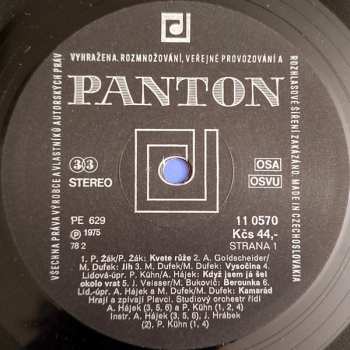 VŠECHNA PRÁVA VÝROBCE A VLASTNÍKŮ AUTORSKÝCH PRÁV
VYHRAŽENA. ROZMNOŽOVÁNÍ, VEŘEJNÉ PROVOZOVÁNÍ A
ROZHLASOVÉ ŠÍŘENÍ ZAKÁZÁNO. MADE IN CZECHOSLOVAKIA
PANTON
33
STEREO
OSA
OSVU
PE 629
11 0570
Ⓟ 1975
Kčs 44,-
78 2
STRANA 1
1. P. Žák/P. Žák: Kvete růže 2. A. Goldscheider/
M. Dufek: Jih 3. M. Dufek/M. Dufek: Vysočina 4.
Lidová-úpr. P. Kühn/A. Hájek: Když jsem já šel
okolo vrat 5. J. Veisser/M. Bukovič: Berounka 6.
Lid.-úpr. A. Hájek a M. Dufek/M. Dufek: Kamarád
Hrají a zpívají Plavci. Studiový orchestr řídí
A. Hájek (3, 5, 6) a P. Kühn (1, 2, 4)
Instr. A. Hájek (3, 5, 6), J. Hrábek
(2), P. Kühn (1, 4)